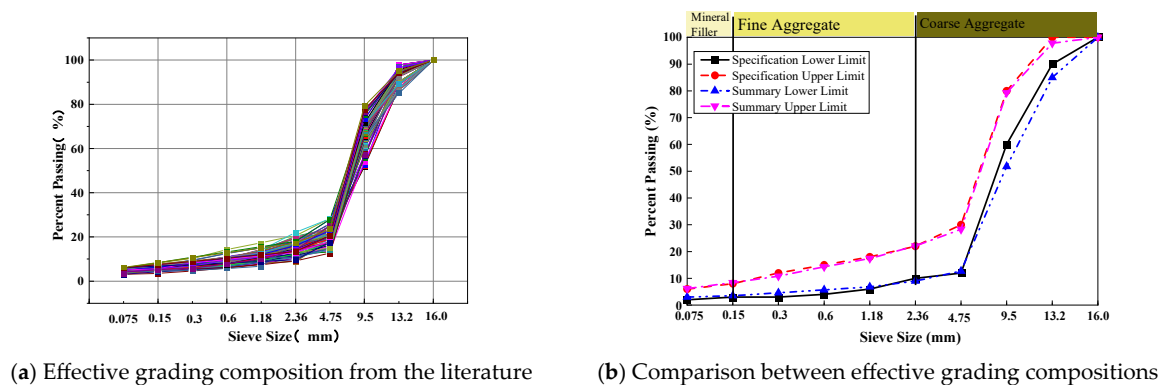 100
80
60
40
20
0
Percent Passing( %)
0.075 0.15 0.3 0.6 1.18 2.36 4.75 9.5 13.2 16.0
Sieve Size( mm)
(a) Effective grading composition from the literature
Mineral
Filler
Fine Aggregate
Coarse Aggregate
Specification Lower Limit
Specification Upper Limit
Summary Lower Limit
Summary Upper Limit
100
90
80
70
60
50
40
30
20
10
0
Percent Passing (%)
0.075 0.15 0.3 0.6 1.18 2.36 4.75 9.5 13.2 16.0
Sieve Size (mm)
(b) Comparison between effective grading compositions